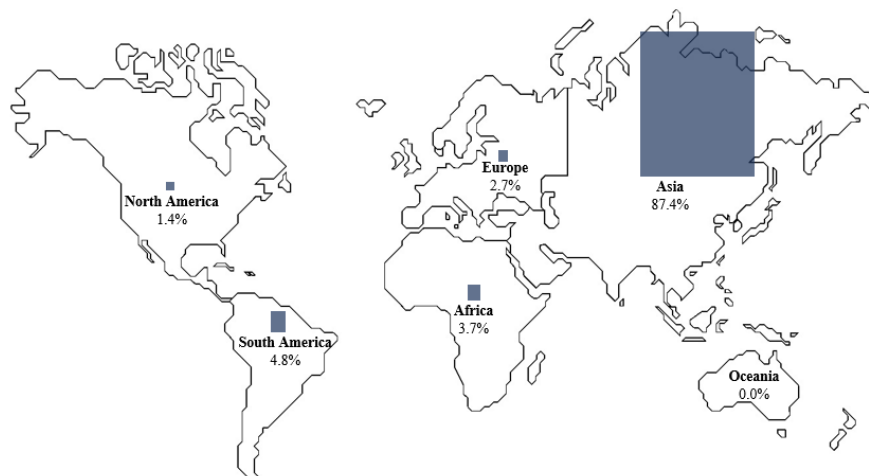 Europe
2.7%
Asia
87.4%
North America
1.4%
Africa
3.7%
South America
4.8%
Oceania
0.0%